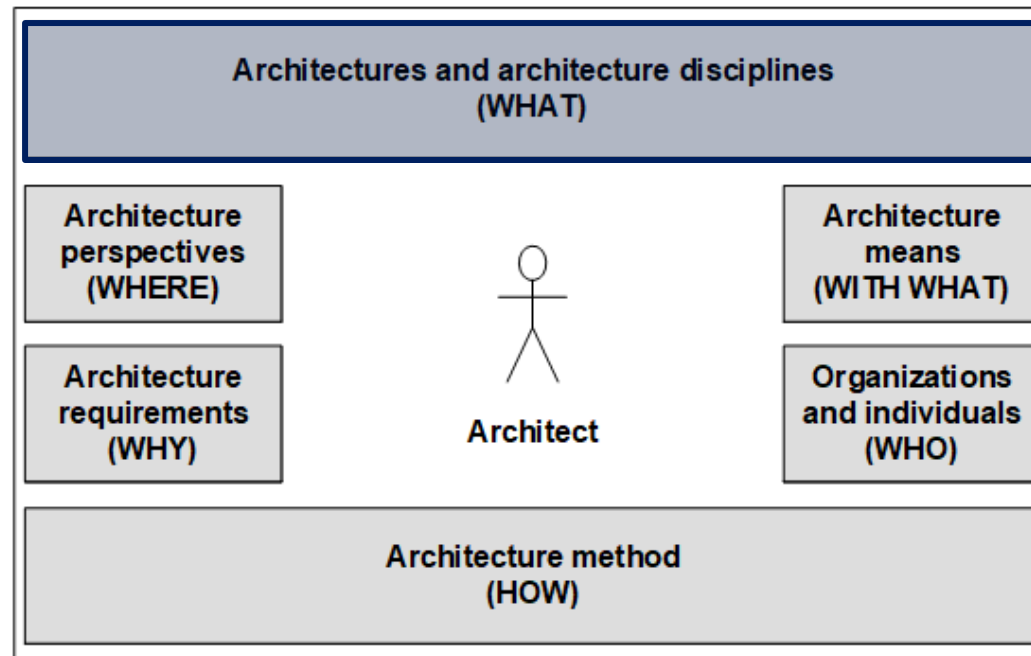 Architectures and architecture disciplines
(WHAT)
Architecture
perspectives
(WHERE)
Architecture
means
(WITH WHAT)
Architecture
requirements
(WHY)
Architect
Organizations
and individuals
(WHO)
Architecture method
(HOW)